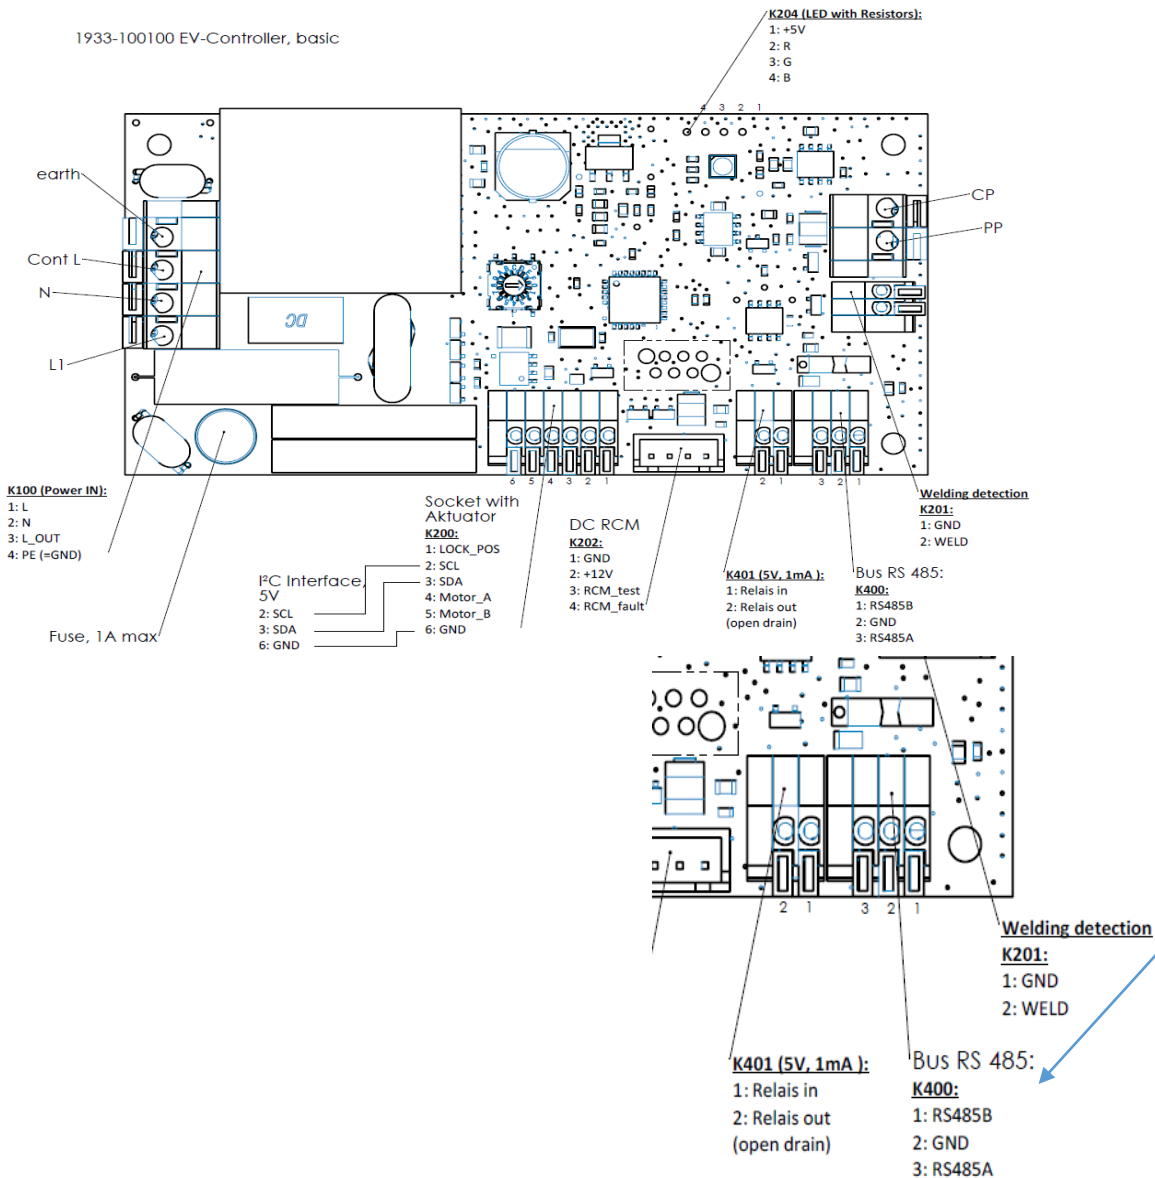 1933-100100 EV-Controller, basic
K204 (LED with Resistors):
1: +5V
2: R
3: G
4: B
4 3 2 1
earth
Cont L
N
L1
DC
CP
PP
6 5 4 3 2 1
2 1
3 2 1
K100 (Power IN):
1: L
2: N
3: L_OUT
4: PE (=GND)
Fuse, 1A max
I²C Interface,
5V
2: SCL
3: SDA
6: GND
Socket with
Aktuator
K200:
1: LOCK_POS
2: SCL
3: SDA
4: Motor_A
5: Motor_B
6: GND
DC RCM
K202:
1: GND
2: +12V
3: RCM_test
4: RCM_fault
K401 (5V, 1mA ):
1: Relais in
2: Relais out
(open drain)
Bus RS 485:
K400:
1: RS485B
2: GND
3: RS485A
Welding detection
K201:
1: GND
2: WELD
2 1
3 2 1
Welding detection
K201:
1: GND
2: WELD
K401 (5V, 1mA ):
1: Relais in
2: Relais out
(open drain)
Bus RS 485:
K400:
1: RS485B
2: GND
3: RS485A